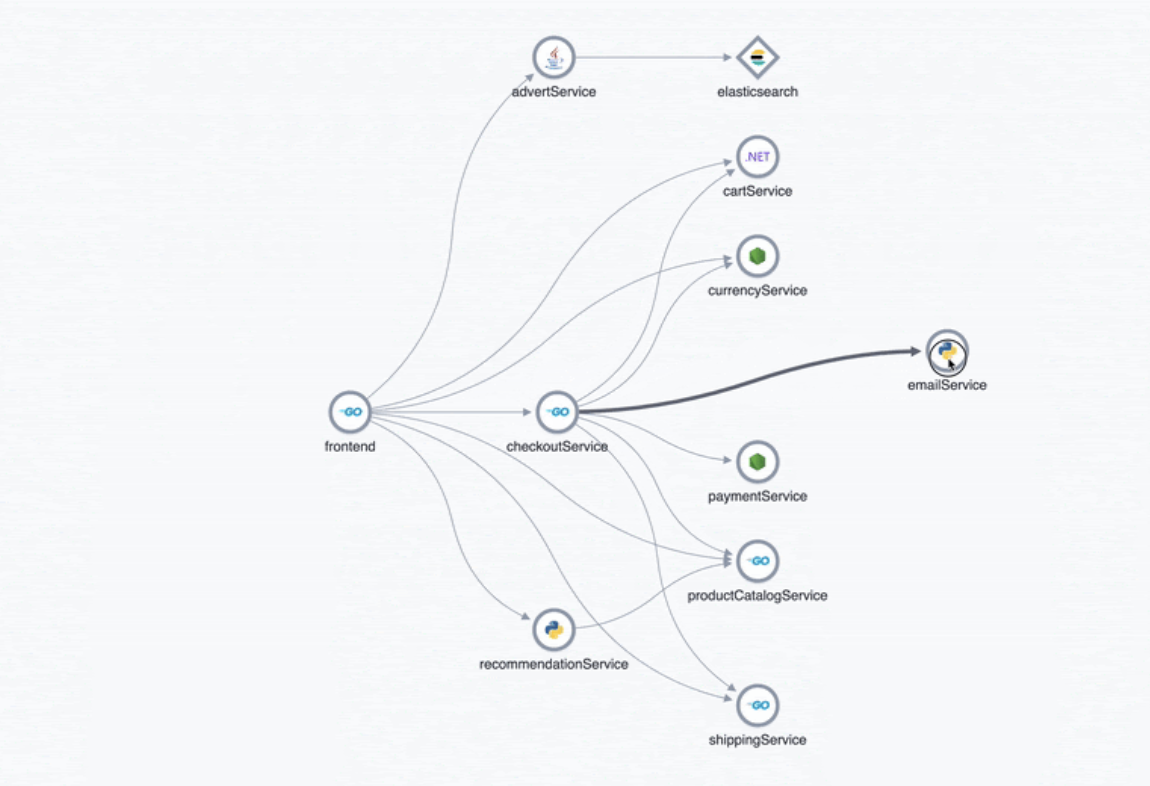 advertService
elasticsearch
.NET
cartService
currencyService
emailService
GO
frontend
GO
checkoutService
paymentService
GO
productCatalogService
recommendationService
GO
shippingService